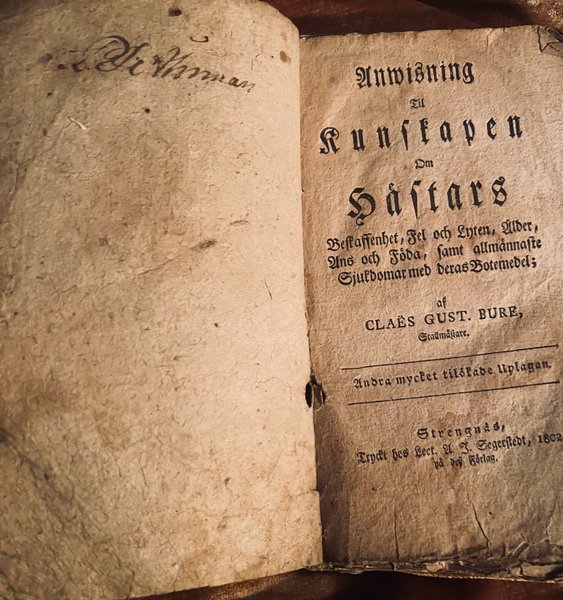 Anwisning
Til
Kunskapen
Om
Hästars
Beskaffenhet, Fel och Lyten, Ålder,
Ans och Föda, samt allmännaste
Sjukdomar med deras Botemedel;
af
CLAËS GUST. BURE,
Stallmästare.
Andra mycket tilökade Uplagan.
Strengnäs,
Tryckt hos Lect. A. J. Segerstedt, 1802
på deß Förlag.